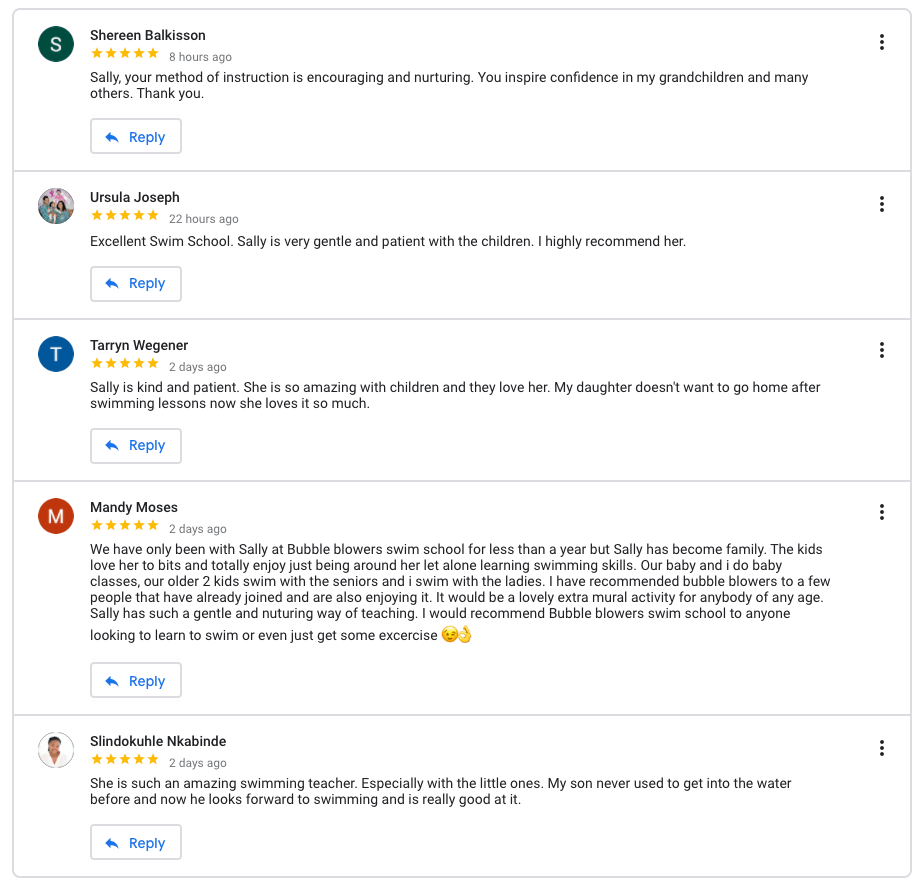 S
Shereen Balkisson
8 hours ago
Sally, your method of instruction is encouraging and nurturing. You inspire confidence in my grandchildren and many
others. Thank you.
Reply
Ursula Joseph
22 hours ago
Excellent Swim School. Sally is very gentle and patient with the children. I highly recommend her.
Reply
T
Tarryn Wegener
2 days ago
Sally is kind and patient. She is so amazing with children and they love her. My daughter doesn't want to go home after
swimming lessons now she loves it so much.
Reply
M
Mandy Moses
2 days ago
We have only been with Sally at Bubble blowers swim school for less than a year but Sally has become family. The kids
love her to bits and totally enjoy just being around her let alone learning swimming skills. Our baby and i do baby
classes, our older 2 kids swim with the seniors and i swim with the ladies. I have recommended bubble blowers to a few
people that have already joined and are also enjoying it. It would be a lovely extra mural activity for anybody of any age.
Sally has such a gentle and nuturing way of teaching. I would recommend Bubble blowers swim school to anyone
looking to learn to swim or even just get some excercise 😉👌
Reply
Slindokuhle Nkabinde
2 days ago
She is such an amazing swimming teacher. Especially with the little ones. My son never used to get into the water
before and now he looks forward to swimming and is really good at it.
Reply